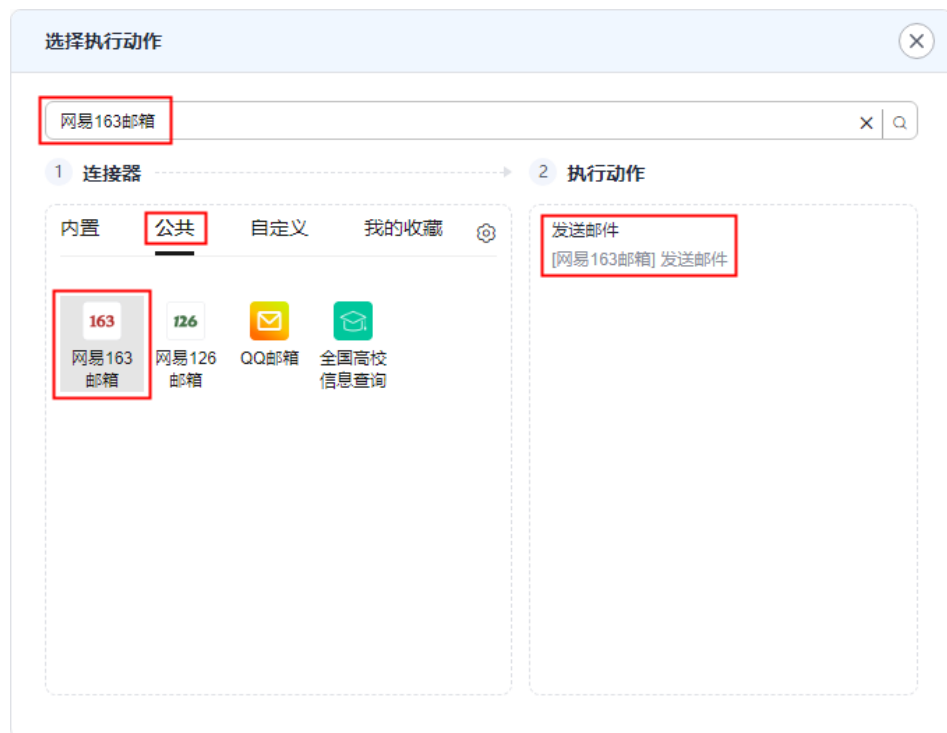 选择执行动作
网易163邮箱
1 连接器
2 执行动作
内置 公共 自定义 我的收藏
发送邮件
[网易163邮箱] 发送邮件
163 126
网易163 网易126 QQ邮箱 全国高校
邮箱 邮箱 信息查询